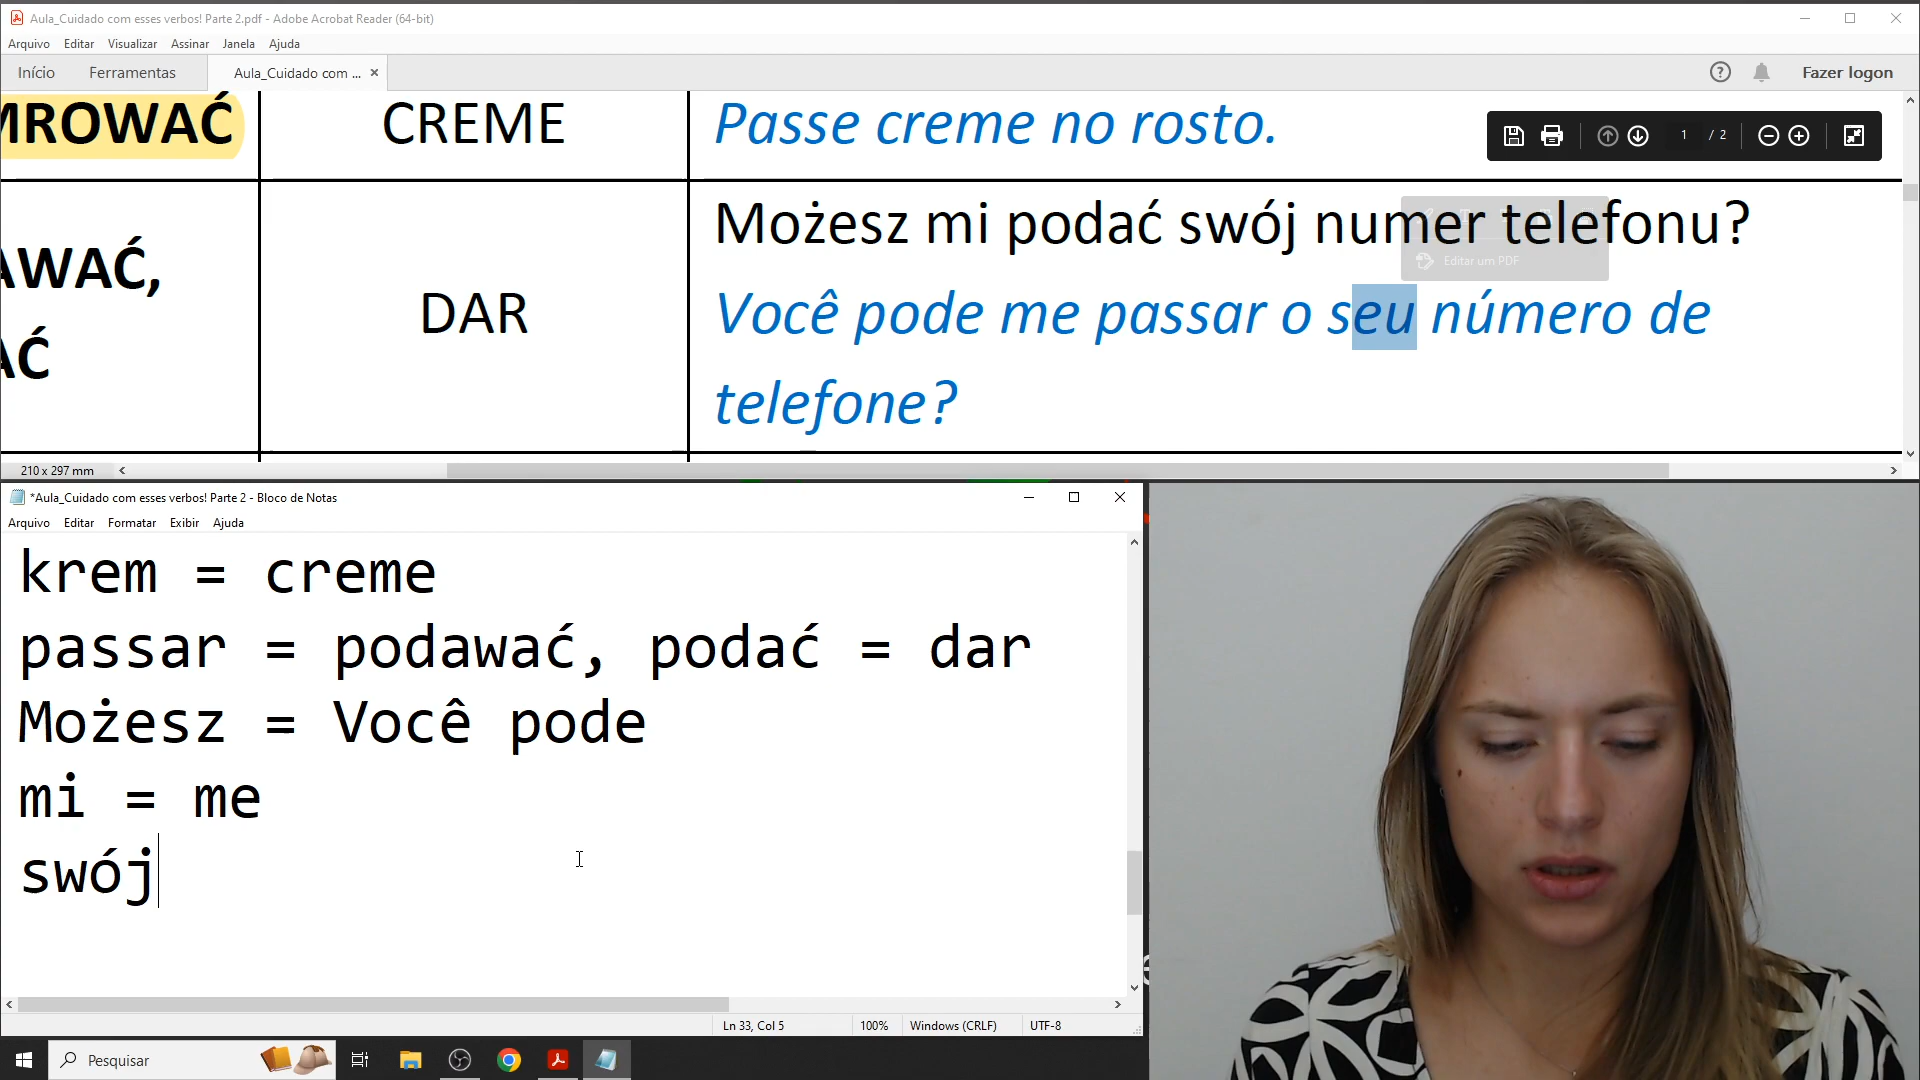 Aula_Cuidado com esses verbos! Parte 2.pdf - Adobe Acrobat Reader (64-bit)
Arquivo Editar Visualizar Assinar Janela Ajuda
Início Ferramentas Aula_Cuidado com ... × Fazer logon
MROWAĆ CREME Passe creme no rosto.
1 / 2
AWAĆ,
AĆ
DAR
Możesz mi podać swój numer telefonu?
Editar um PDF
Você pode me passar o seu número de
telefone?
210 x 297 mm
*Aula_Cuidado com esses verbos! Parte 2 - Bloco de Notas
Arquivo Editar Formatar Exibir Ajuda
krem = creme
passar = podawać, podać = dar
Możesz = Você pode
mi = me
swój
Ln 33, Col 5 100% Windows (CRLF) UTF-8
Pesquisar